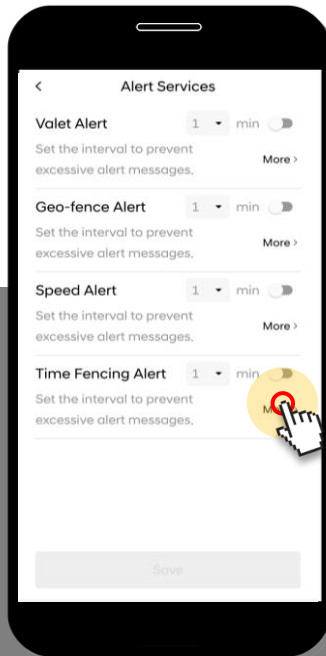 < Alert Services
Valet Alert 1 min
Set the interval to prevent
excessive alert messages.
More >
Geo-fence Alert 1 min
Set the interval to prevent
excessive alert messages.
More >
Speed Alert 1 min
Set the interval to prevent
excessive alert messages.
More >
Time Fencing Alert 1 min
Set the interval to prevent
excessive alert messages.
Save